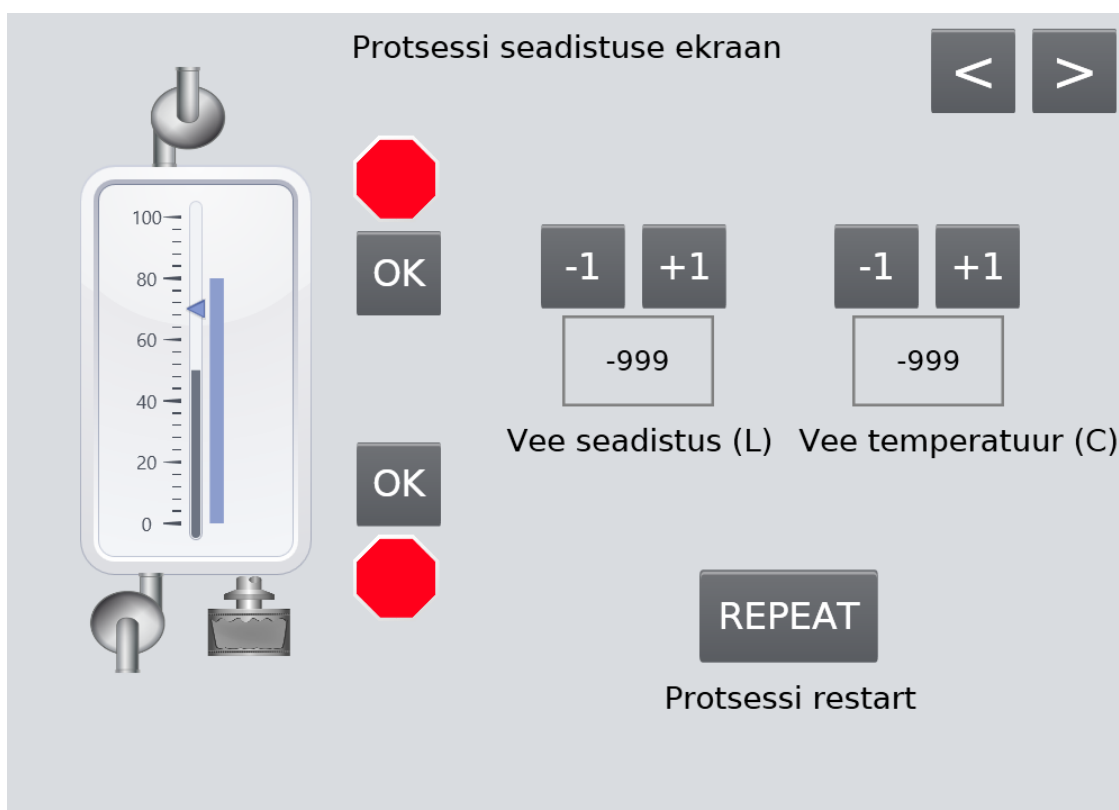 Protsessi seadistuse ekraan
< >
100
80
60
40
20
0
OK
OK
-1 +1
-999
Vee seadistus (L)
-1 +1
-999
Vee temperatuur (C)
REPEAT
Protsessi restart